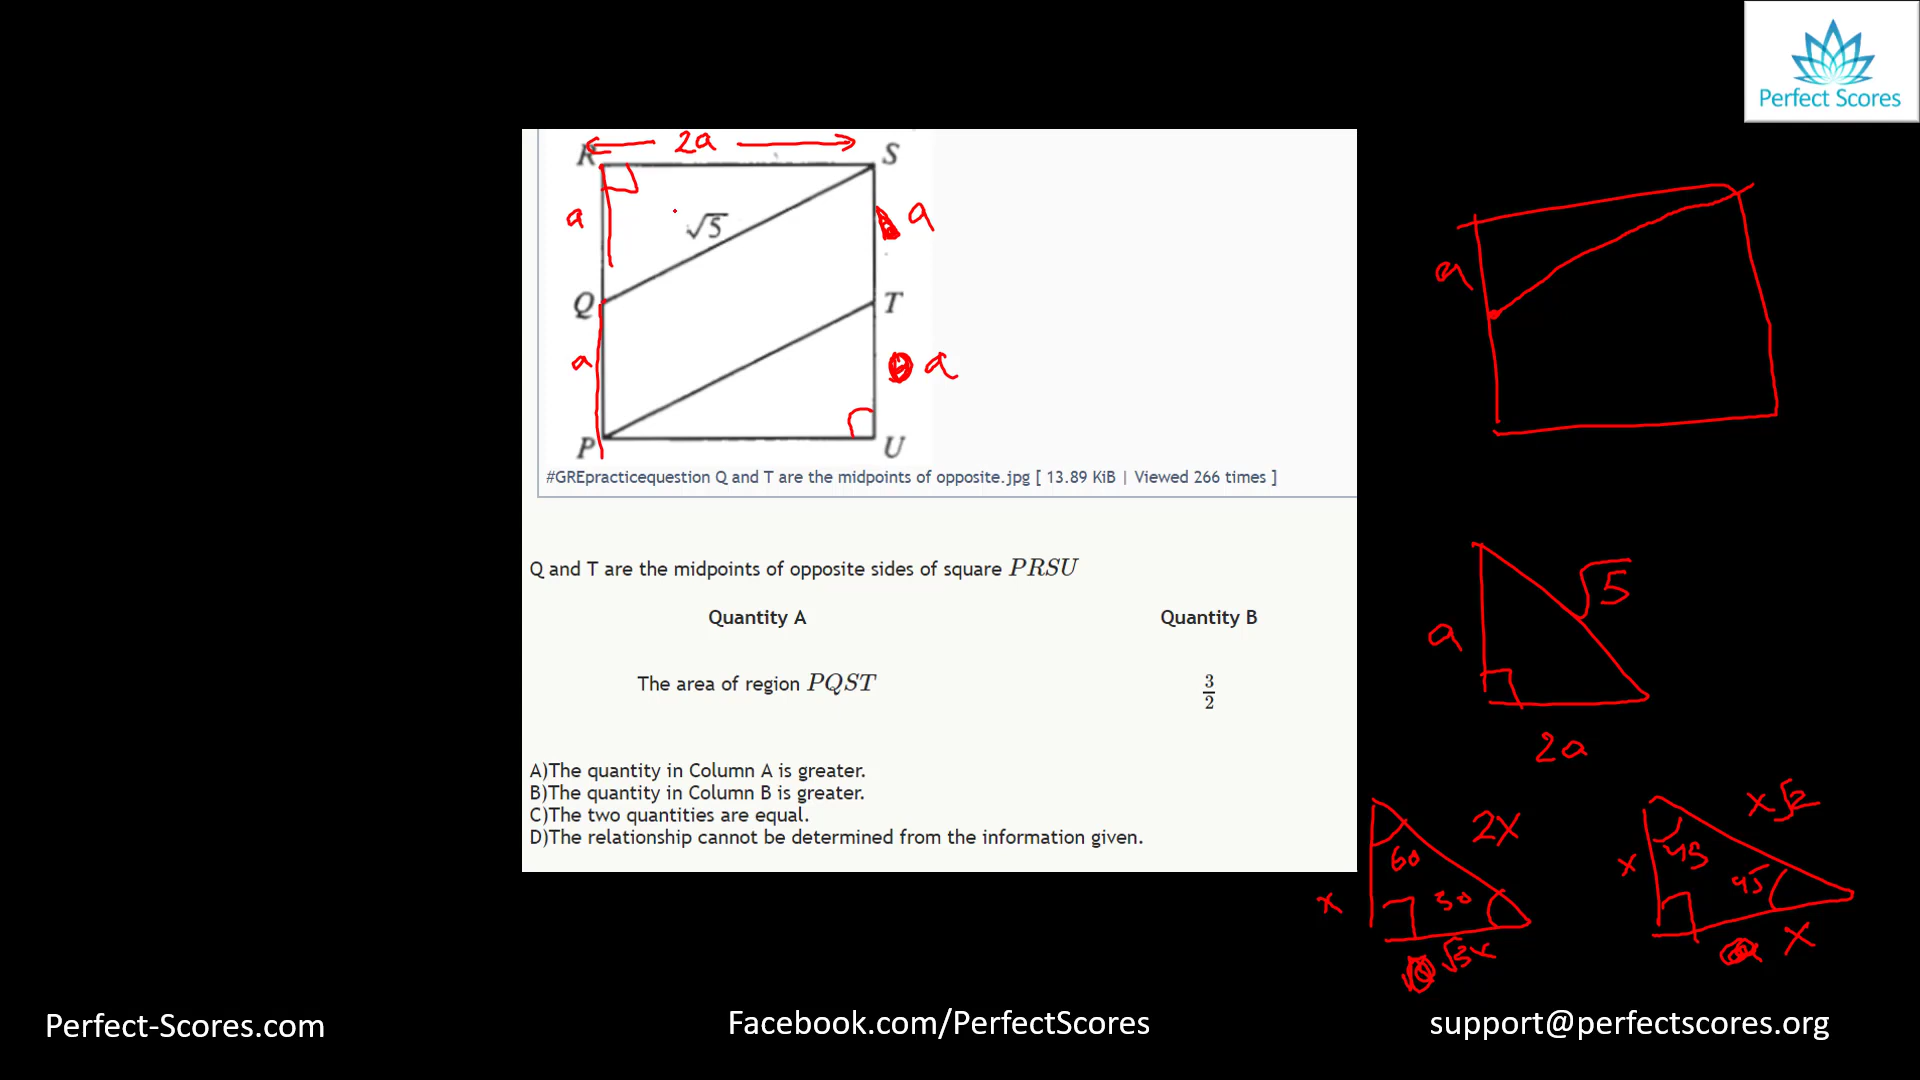 Perfect Scores
2a
R
S
a
√5
a
Q
T
a
a
P
U
#GREpracticequestion Q and T are the midpoints of opposite.jpg [ 13.89 KiB | Viewed 266 times ]
Q and T are the midpoints of opposite sides of square PRSU
Quantity A Quantity B
The area of region PQST 3/2
A)The quantity in Column A is greater.
B)The quantity in Column B is greater.
C)The two quantities are equal.
D)The relationship cannot be determined from the information given.
a
√5
a
2a
2x
60
x
30
√3x
x√2
45
x
45
x
Perfect-Scores.com
Facebook.com/PerfectScores
support@perfectscores.org